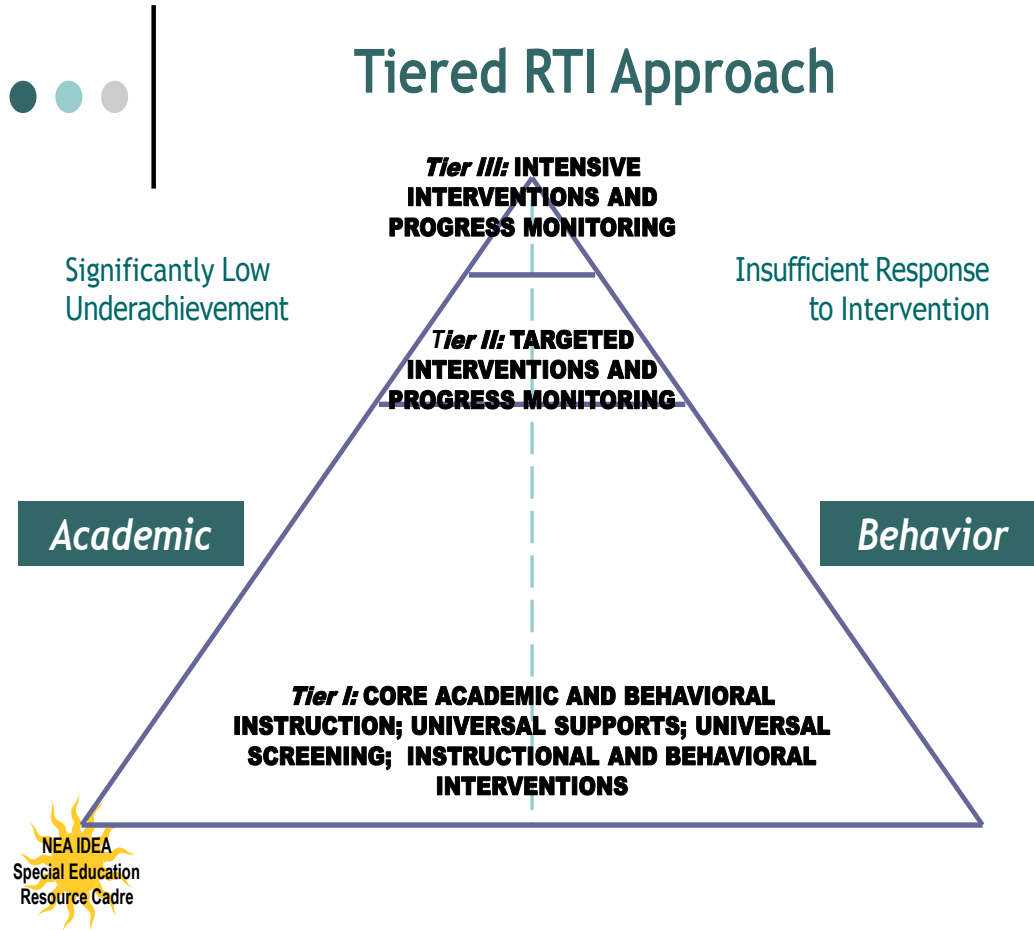 Tiered RTI Approach
Tier III: INTENSIVE
INTERVENTIONS AND
PROGRESS MONITORING
Significantly Low
Underachievement
Insufficient Response
to Intervention
Tier II: TARGETED
INTERVENTIONS AND
PROGRESS MONITORING
Academic
Behavior
Tier I: CORE ACADEMIC AND BEHAVIORAL
INSTRUCTION; UNIVERSAL SUPPORTS; UNIVERSAL
SCREENING; INSTRUCTIONAL AND BEHAVIORAL
INTERVENTIONS
NEA IDEA
Special Education
Resource Cadre